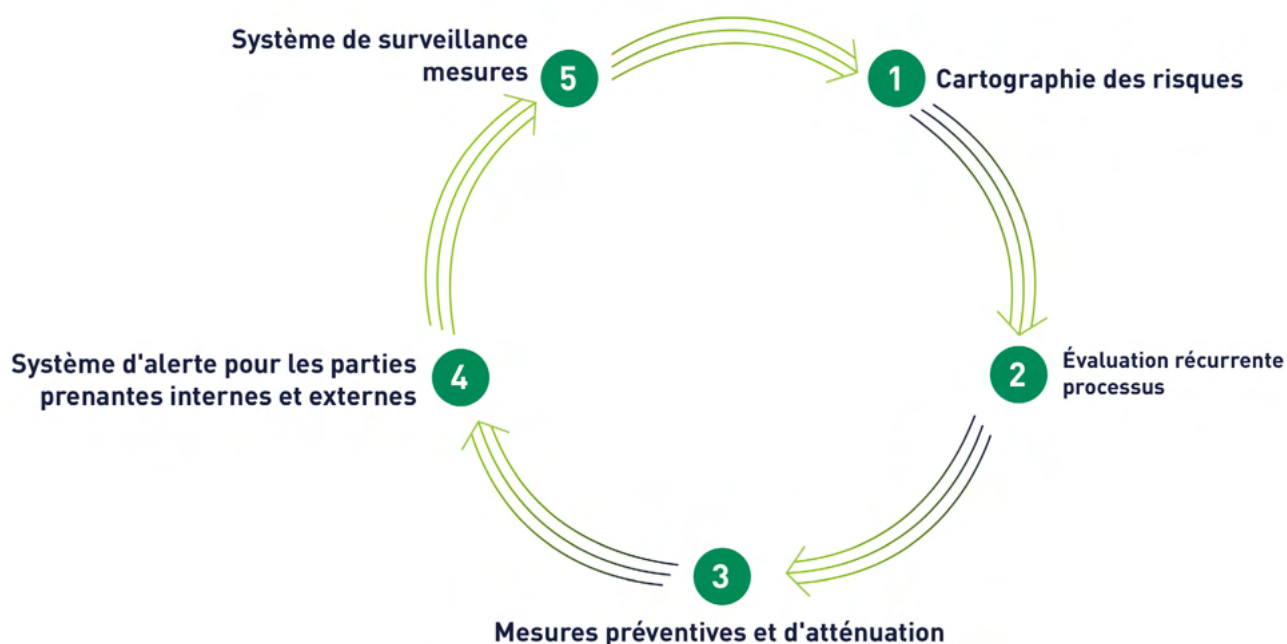 1
Cartographie des risques
2
Évaluation récurrente
processus
3
Mesures préventives et d'atténuation
4
Système d'alerte pour les parties
prenantes internes et externes
5
Système de surveillance
mesures